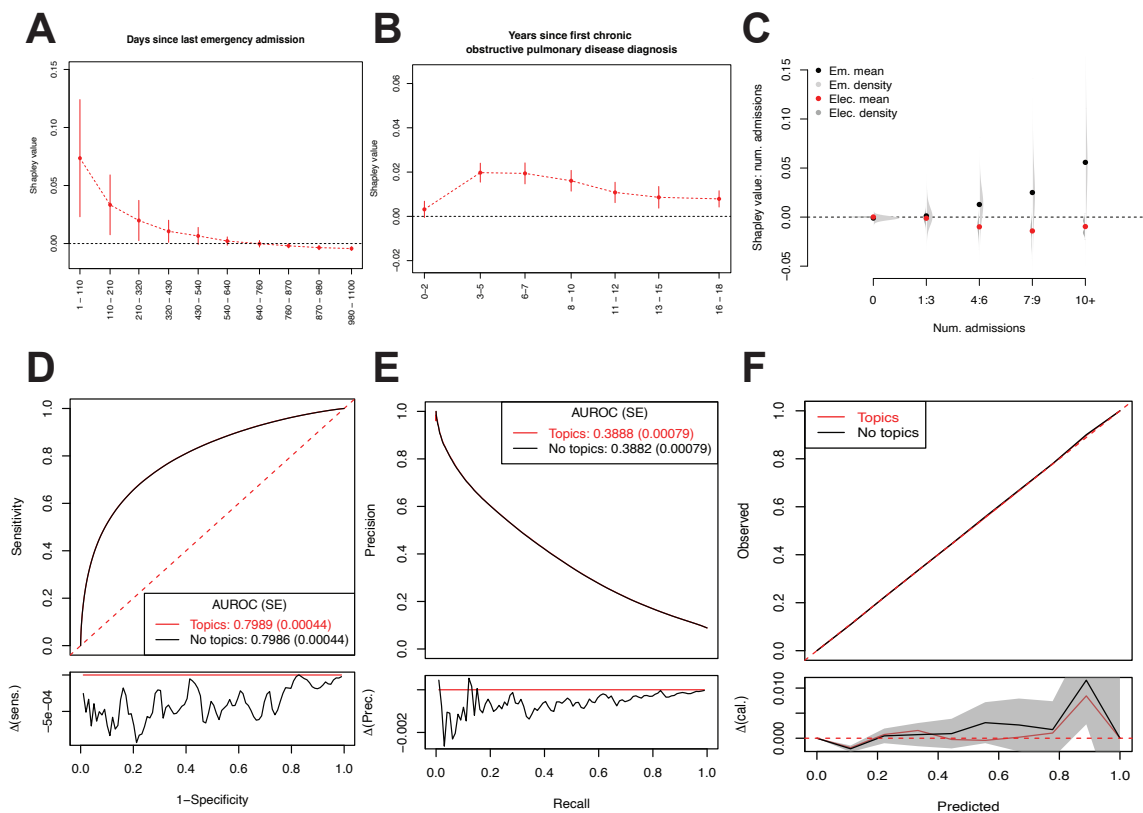 A
Days since last emergency admission
Shapley value
0.15
0.10
0.05
0.00
1 − 110
110 − 210
210 − 320
320 − 430
430 − 540
540 − 640
640 − 760
760 − 870
870 − 980
980 − 1100
B
Years since first chronic
obstructive pulmonary disease diagnosis
Shapley value
0.06
0.04
0.02
0.00
−0.02
0−2
3−5
6−7
8 − 10
11 − 12
13 − 15
16 − 18
C
Shapley value: num. admissions
0.15
0.10
0.05
0.00
−0.05
Em. mean
Em. density
Elec. mean
Elec. density
0
1:3
4:6
7:9
10+
Num. admissions
D
Sensitivity
1.0
0.8
0.6
0.4
0.2
0.0
AUROC (SE)
Topics: 0.7989 (0.00044)
No topics: 0.7986 (0.00044)
Δ(sens.)
−5e−04
0.0
0.2
0.4
0.6
0.8
1.0
1−Specificity
E
Precision
1.0
0.8
0.6
0.4
0.2
0.0
AUROC (SE)
Topics: 0.3888 (0.00079)
No topics: 0.3882 (0.00079)
Δ(Prec.)
−0.002
0.0
0.2
0.4
0.6
0.8
1.0
Recall
F
Observed
1.0
0.8
0.6
0.4
0.2
0.0
Topics
No topics
Δ(cal.)
0.010
0.000
0.0
0.2
0.4
0.6
0.8
1.0
Predicted